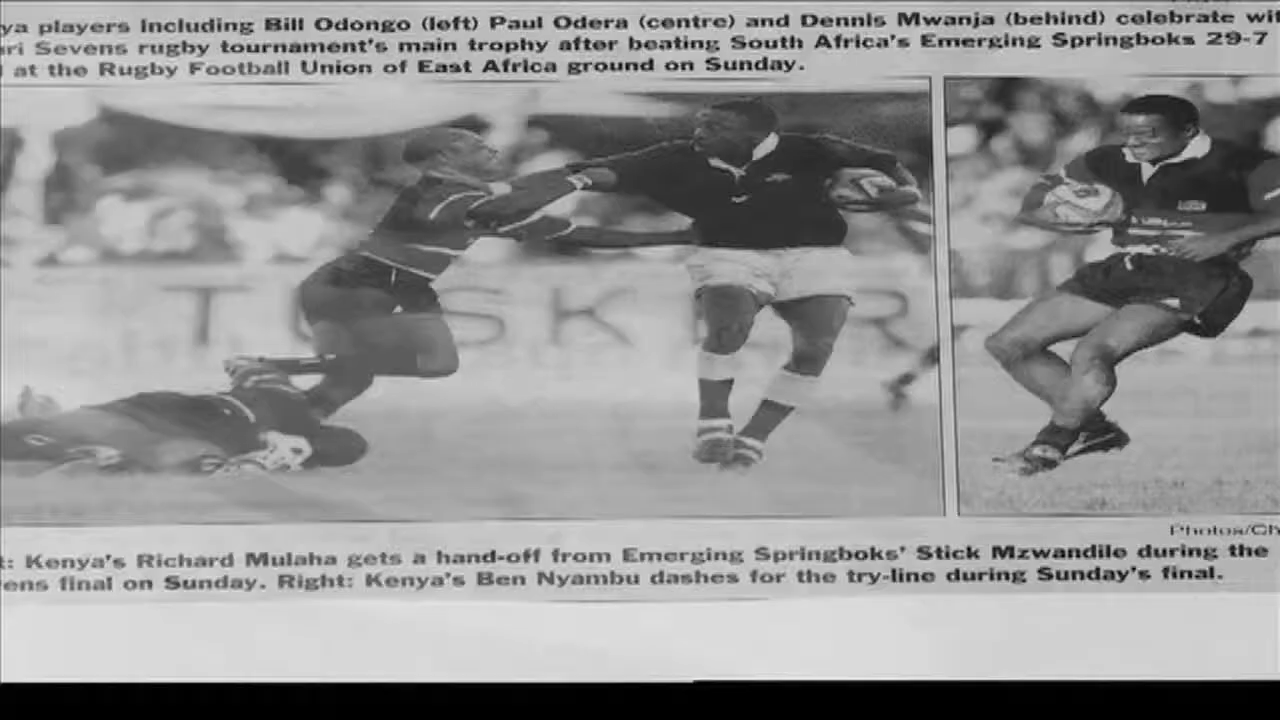 ya players including Bill Odongo (left) Paul Odera (centre) and Dennis Mwanja (behind) celebrate wit
ari Sevens rugby tournament's main trophy after beating South Africa's Emerging Springboks 29-7
at the Rugby Football Union of East Africa ground on Sunday.
TUSKER
Photos/Ch
t: Kenya's Richard Mulaha gets a hand-off from Emerging Springboks' Stick Mzwandile during the
ens final on Sunday. Right: Kenya's Ben Nyambu dashes for the try-line during Sunday's final.